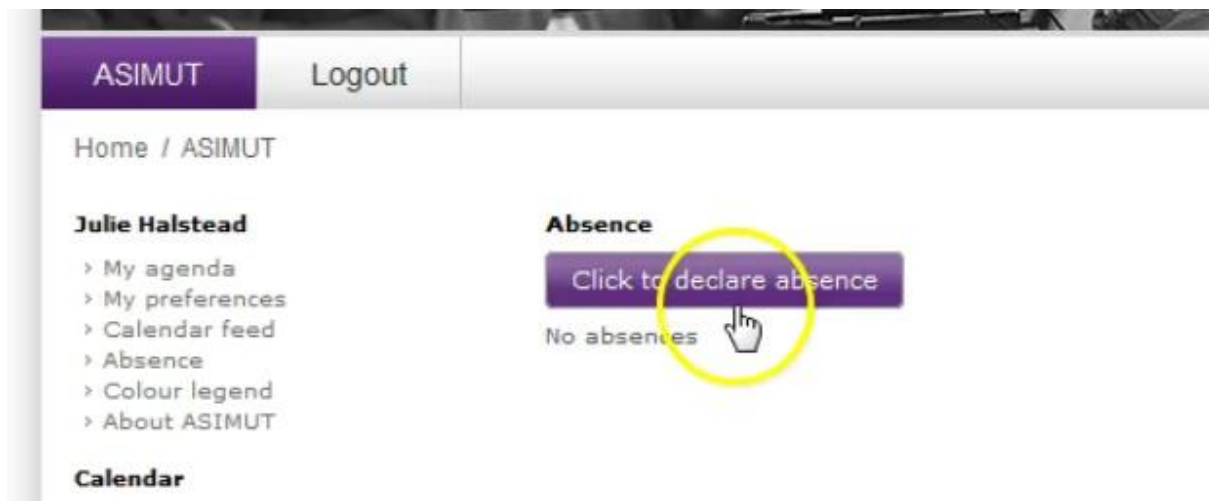 ASIMUT Logout
Home / ASIMUT
Julie Halstead
> My agenda
> My preferences
> Calendar feed
> Absence
> Colour legend
> About ASIMUT
Calendar
Absence
Click to declare absence
No absences